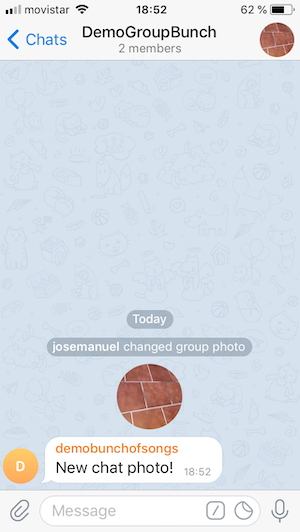 movistar 18:52 62 %
Chats DemoGroupBunch
2 members
Today
josemanuel changed group photo
D demobunchofsongs
New chat photo! 18:52
Message